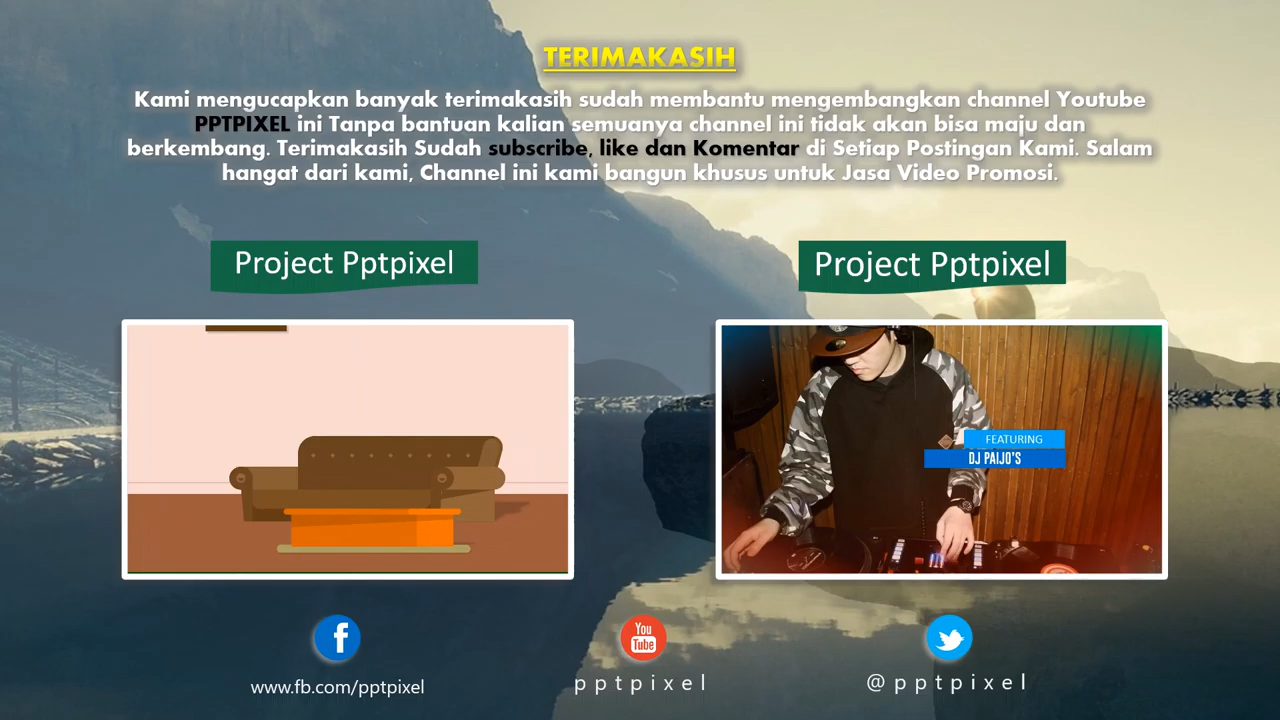 TERIMAKASIH
Kami mengucapkan banyak terimakasih sudah membantu mengembangkan channel Youtube
PPTPIXEL ini Tanpa bantuan kalian semuanya channel ini tidak akan bisa maju dan
berkembang. Terimakasih Sudah subscribe, like dan Komentar di Setiap Postingan Kami. Salam
hangat dari kami, Channel ini kami bangun khusus untuk Jasa Video Promosi.
Project Pptpixel
Project Pptpixel
FEATURING
DJ PAIJO'S
f
You
Tube
www.fb.com/pptpixel
pptpixel
@pptpixel